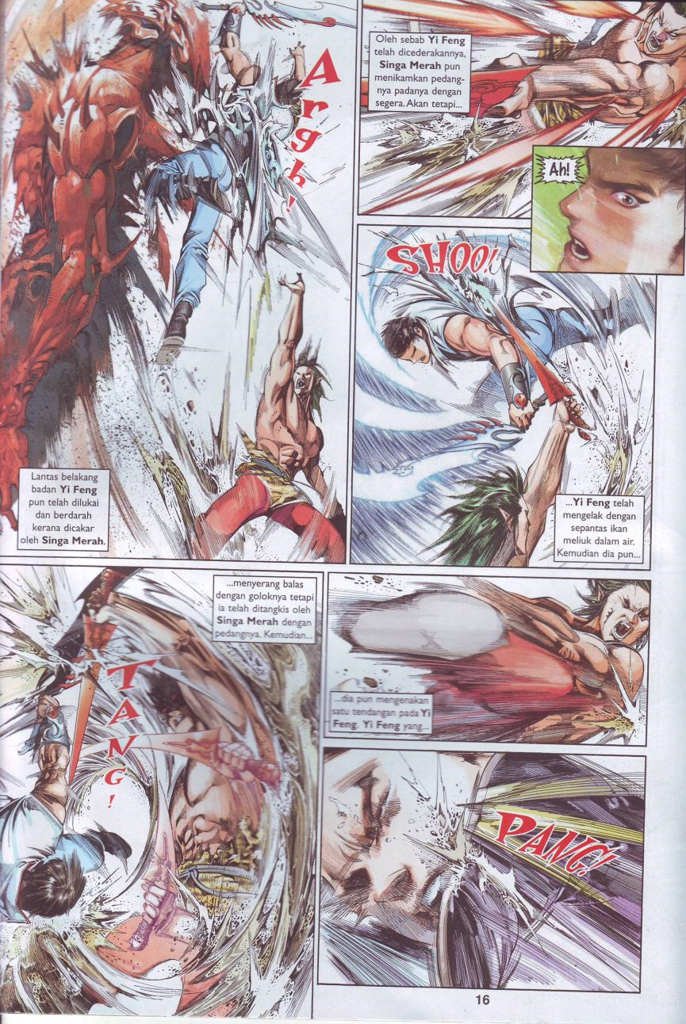 Argh!
Lantas belakang
badan Yi Feng
pun telah dilukai
dan berdarah
kerana dicakar
oleh Singa Merah.
Oleh sebab Yi Feng
telah dicederakannya,
Singa Merah pun
menikamkan pedang-
nya padanya dengan
segera. Akan tetapi...
Ah!
SHOO!
...Yi Feng telah
mengelak dengan
sepantas ikan
meliuk dalam air.
Kemudian dia pun...
...menyerang balas
dengan goloknya tetapi
ia telah ditangkis oleh
Singa Merah dengan
pedangnya. Kemudian...
TANG!
...dia pun mengenakan
satu tendangan pada Yi
Feng. Yi Feng yang...
PANG!
16